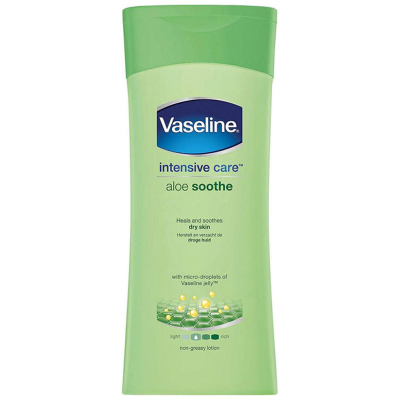 Vaseline®
intensive care™
aloe soothe
Heals and soothes
dry skin
Herstelt en verzacht de
droge huid
with micro-droplets of
Vaseline jelly™
light
rich
non-greasy lotion